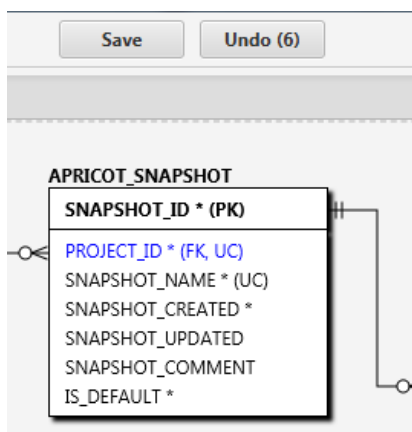 Save Undo (6)
APRICOT_SNAPSHOT
SNAPSHOT_ID * (PK)
PROJECT_ID * (FK, UC)
SNAPSHOT_NAME * (UC)
SNAPSHOT_CREATED *
SNAPSHOT_UPDATED
SNAPSHOT_COMMENT
IS_DEFAULT *